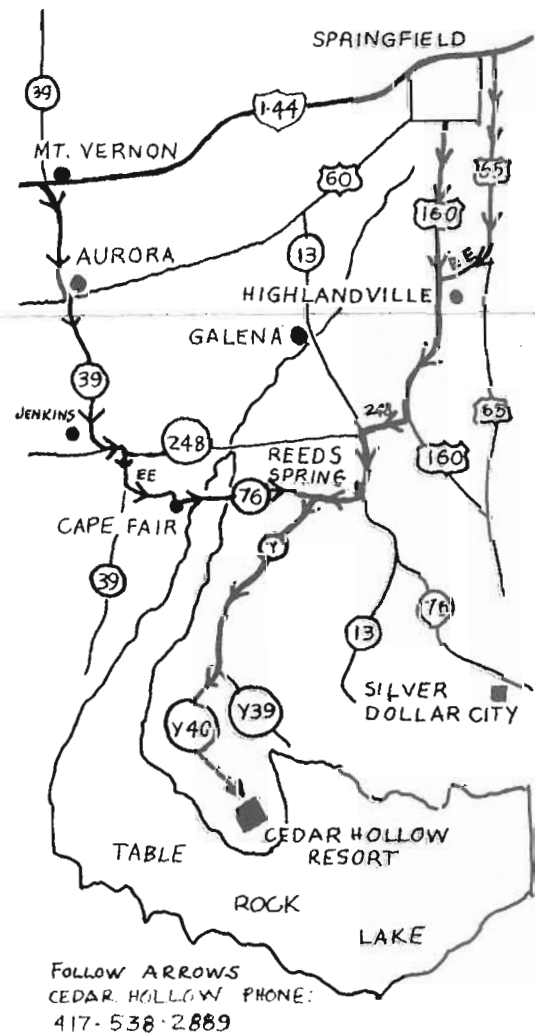 SPRINGFIELD
39
I-44
MT. VERNON
60
65
160
13
AURORA
HIGHLANDVILLE
GALENA
39
JENKINS
248
65
REEDS
SPRING
160
EE
76
CAPE FAIR
Y
39
76
13
SILVER
DOLLAR CITY
Y40
Y39
CEDAR HOLLOW
RESORT
TABLE
ROCK
LAKE
FOLLOW ARROWS
CEDAR HOLLOW PHONE:
417-538-2889